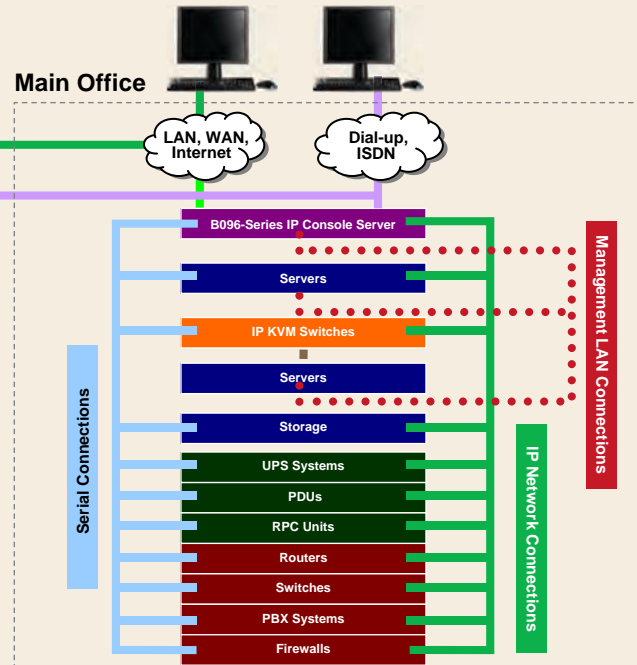 Main Office
LAN, WAN,
Internet
Dial-up,
ISDN
B096-Series IP Console Server
Servers
IP KVM Switches
Servers
Storage
UPS Systems
PDUs
RPC Units
Routers
Switches
PBX Systems
Firewalls
Serial Connections
IP Network Connections
Management LAN Connections